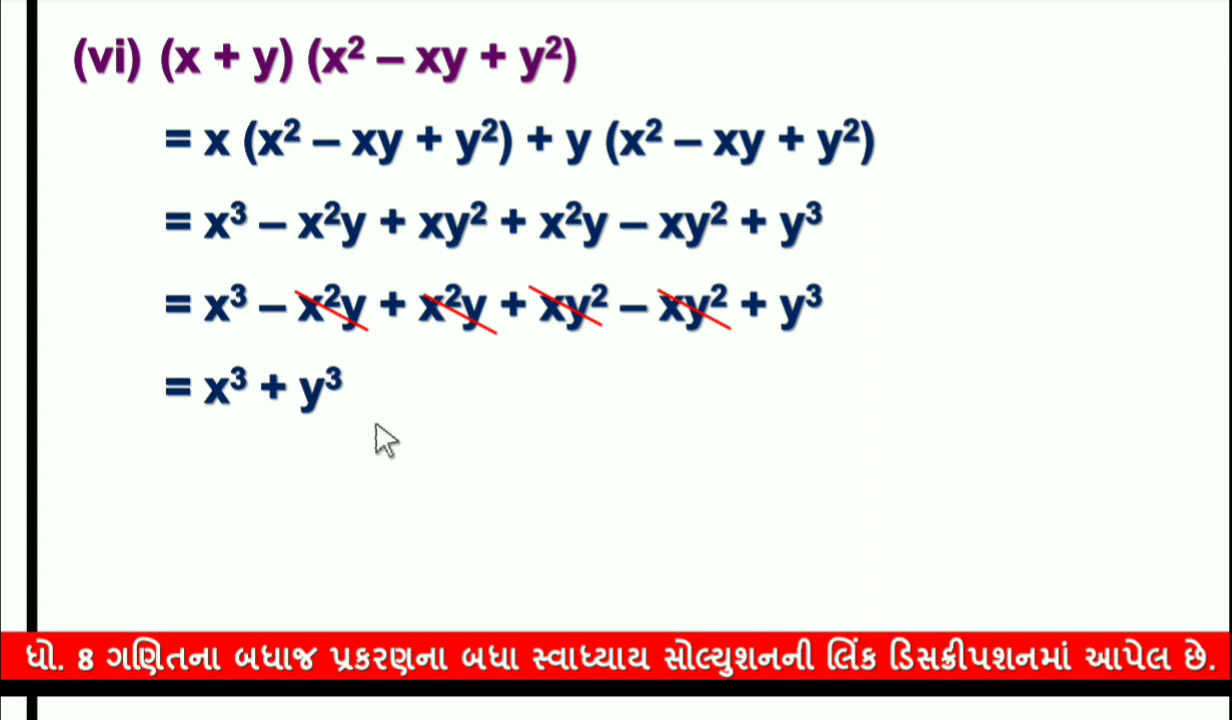 (vi) (x + y) (x² – xy + y²)
= x (x² – xy + y²) + y (x² – xy + y²)
= x³ – x²y + xy² + x²y – xy² + y³
= x³ – x²y + x²y + xy² – xy² + y³
= x³ + y³
ધો. 8 ગણિતના બધાજ પ્રકરણના બધા સ્વાધ્યાય સોલ્યુશનની લિંક ડિસક્રીપશનમાં આપેલ છે.